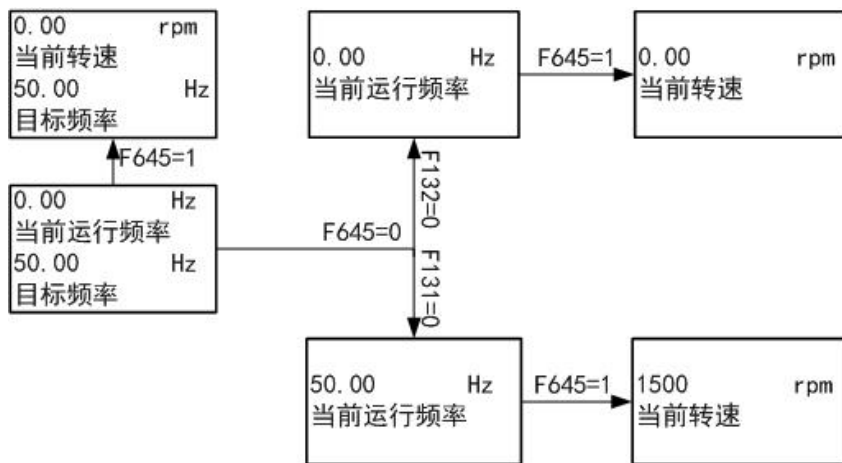 0.00 rpm
当前转速
50.00 Hz
目标频率
0.00 Hz
当前运行频率
F645=1
0.00 rpm
当前转速
F645=1
0.00 Hz
当前运行频率
50.00 Hz
目标频率
F645=0
F132=0
F131=0
50.00 Hz
当前运行频率
F645=1
1500 rpm
当前转速